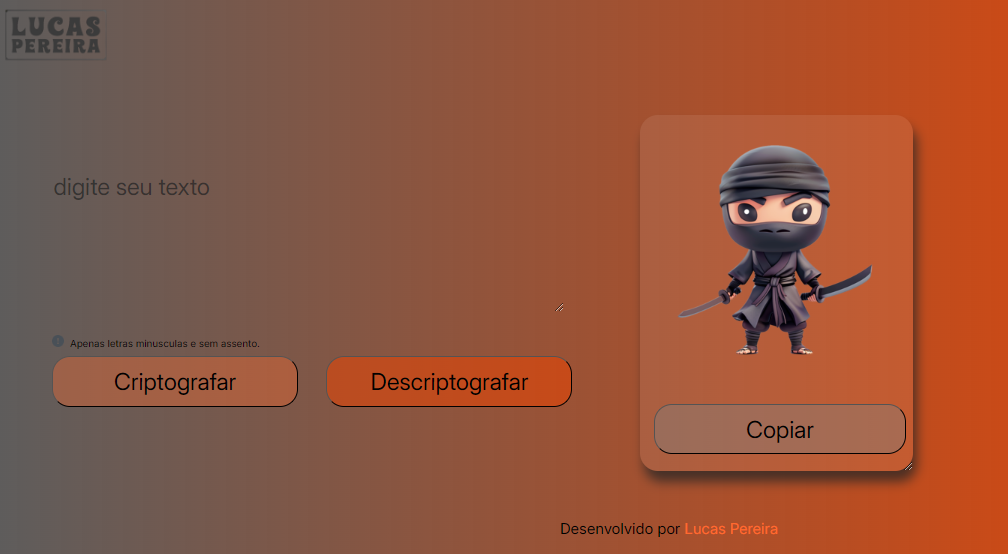 LUCAS
PEREIRA
digite seu texto
Apenas letras minusculas e sem assento.
Criptografar
Descriptografar
Copiar
Desenvolvido por Lucas Pereira